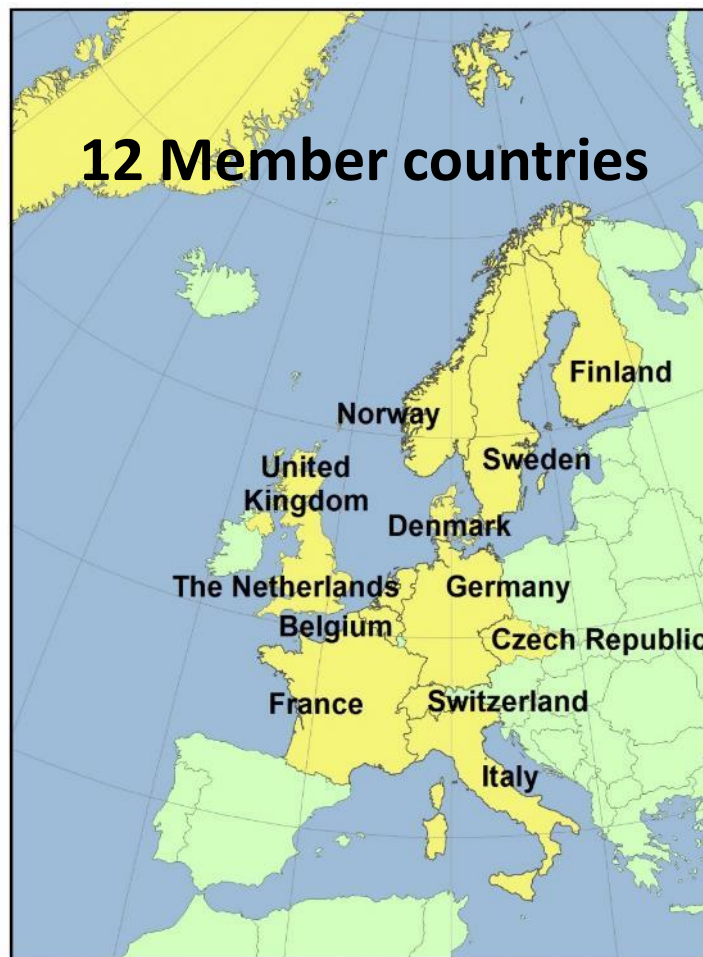 12 Member countries
Finland
Norway
Sweden
United
Kingdom
Denmark
The Netherlands
Germany
Belgium
Czech Republic
France
Switzerland
Italy